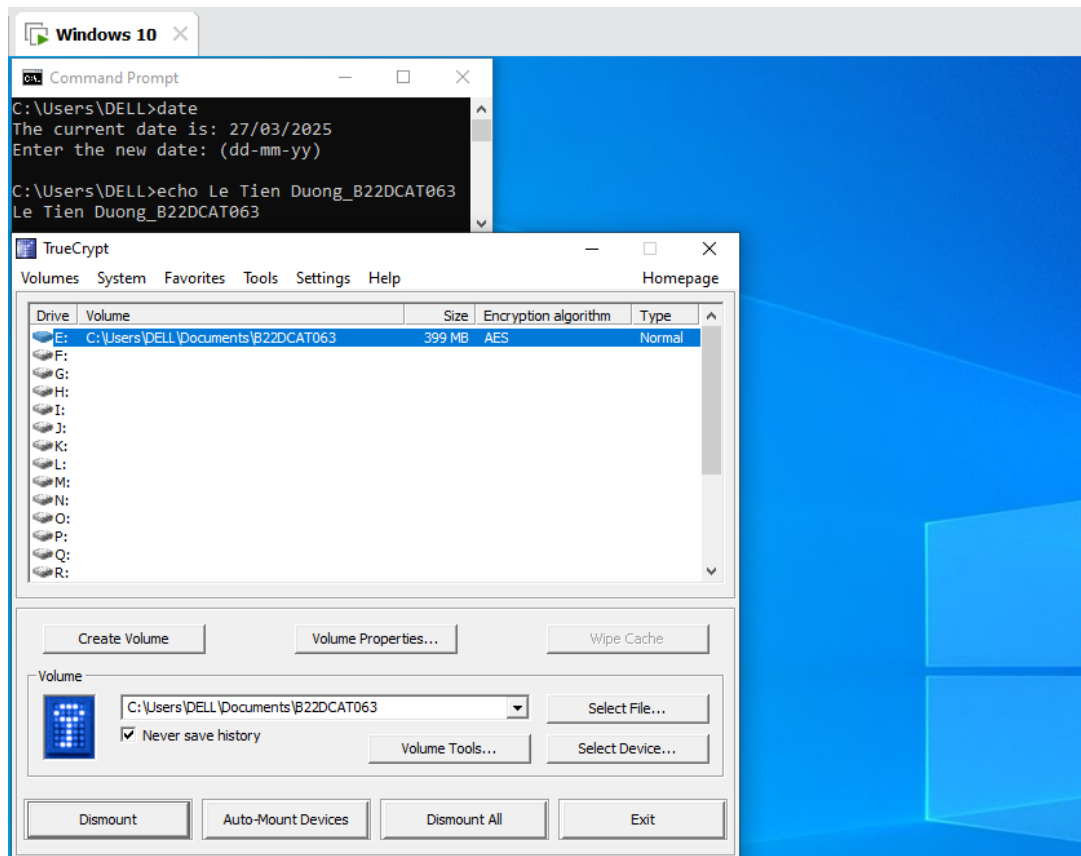 Windows 10
Command Prompt
C:\Users\DELL>date
The current date is: 27/03/2025
Enter the new date: (dd-mm-yy)
C:\Users\DELL>echo Le Tien Duong_B22DCAT063
Le Tien Duong_B22DCAT063
TrueCrypt
Volumes System Favorites Tools Settings Help Homepage
Drive Volume Size Encryption algorithm Type
E: C:\Users\DELL\Documents\B22DCAT063 399 MB AES Normal
F:
G:
H:
I:
J:
K:
L:
M:
N:
O:
P:
Q:
R:
Create Volume Volume Properties... Wipe Cache
Volume
C:\Users\DELL\Documents\B22DCAT063 Select File...
Never save history
Volume Tools... Select Device...
Dismount Auto-Mount Devices Dismount All Exit